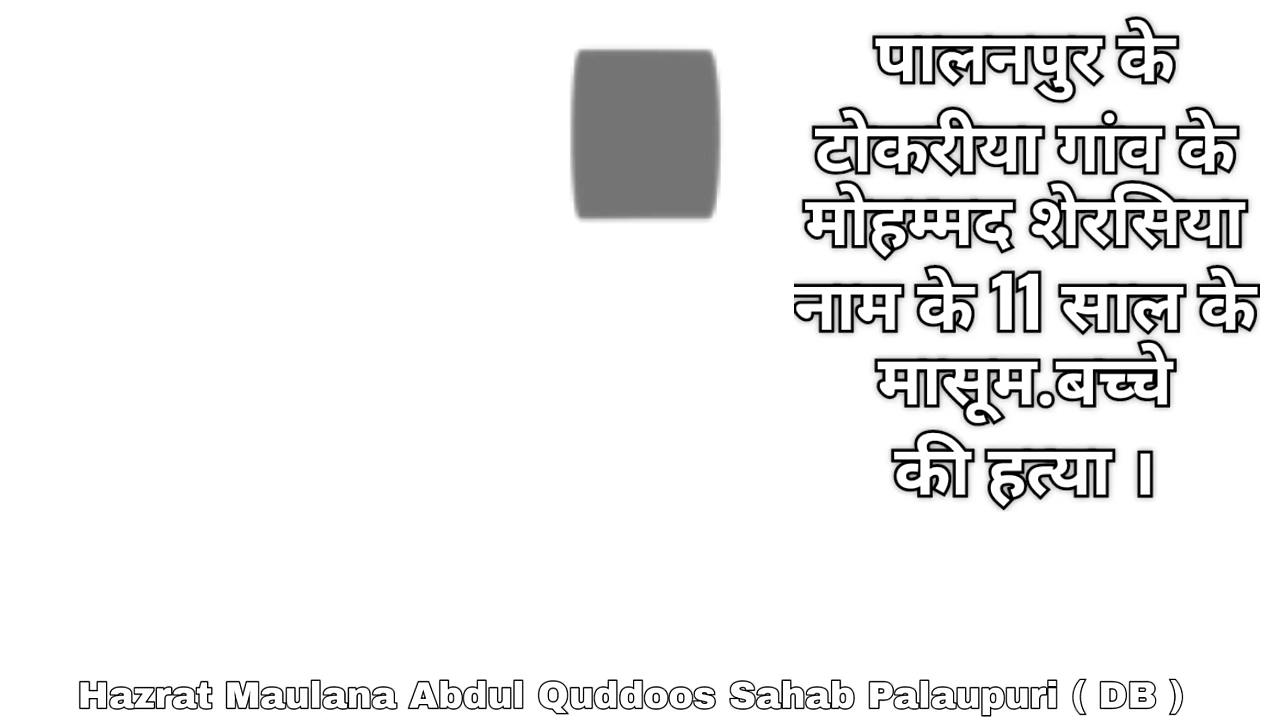 पालनपुर के
टोकरीया गांव के
मोहम्मद शेरसिया
नाम के 11 साल के
मासूम.बच्चे
की हत्या ।
Hazrat Maulana Abdul Quddoos Sahab Palaupuri ( DB )